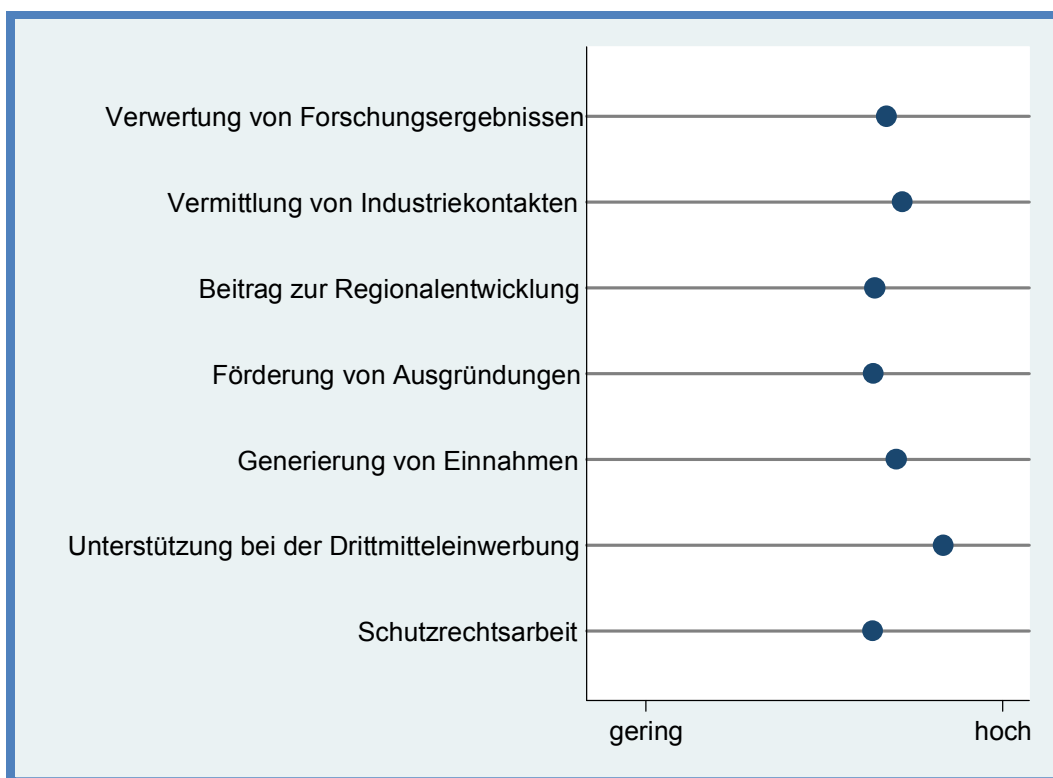 Verwertung von Forschungsergebnissen
Vermittlung von Industriekontakten
Beitrag zur Regionalentwicklung
Förderung von Ausgründungen
Generierung von Einnahmen
Unterstützung bei der Drittmitteleinwerbung
Schutzrechtsarbeit
gering hoch